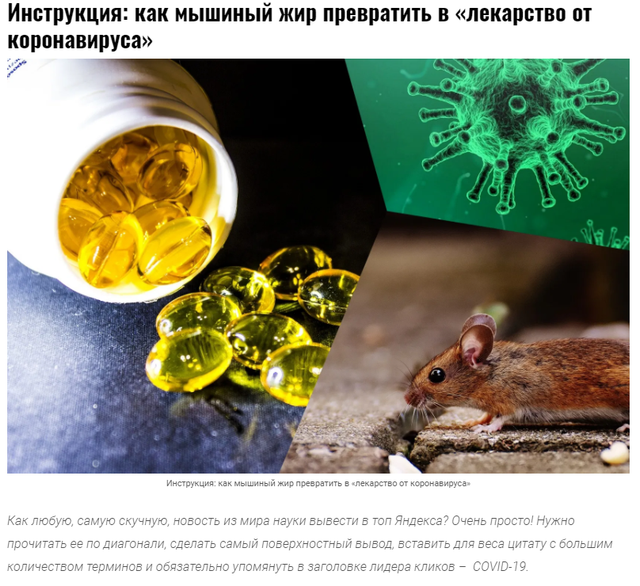 Инструкция: как мышиный жир превратить в «лекарство от
коронавируса»
Инструкция: как мышиный жир превратить в «лекарство от коронавируса»
Как любую, самую скучную, новость из мира науки вывести в топ Яндекса? Очень просто! Нужно
прочитать ее по диагонали, сделать самый поверхностный вывод, вставить для веса цитату с большим
количеством терминов и обязательно упомянуть в заголовке лидера кликов – COVID-19.